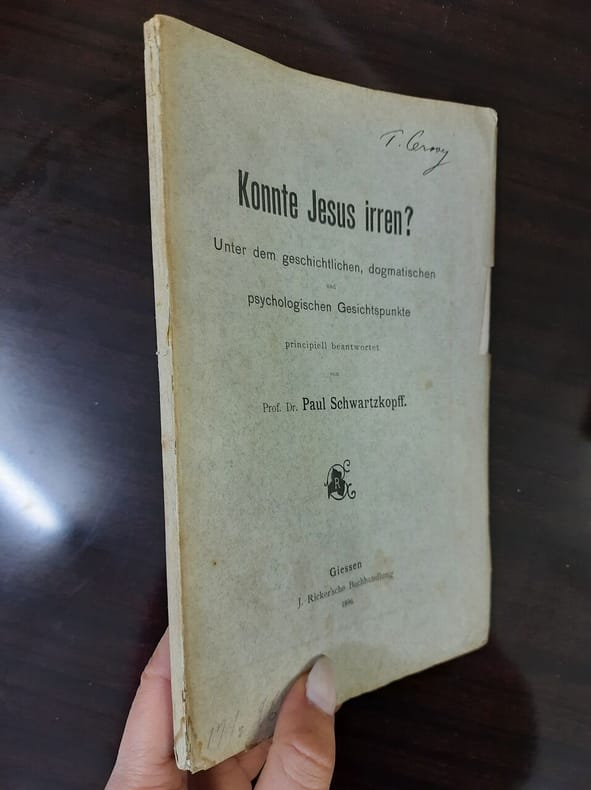 Konnte Jesus irren?
Unter dem geschichtlichen, dogmatischen
und
psychologischen Gesichtspunkte
principiell beantwortet
von
Prof. Dr. Paul Schwartzkopff.
R
Giessen
J. Ricker'sche Buchhandlung
1896